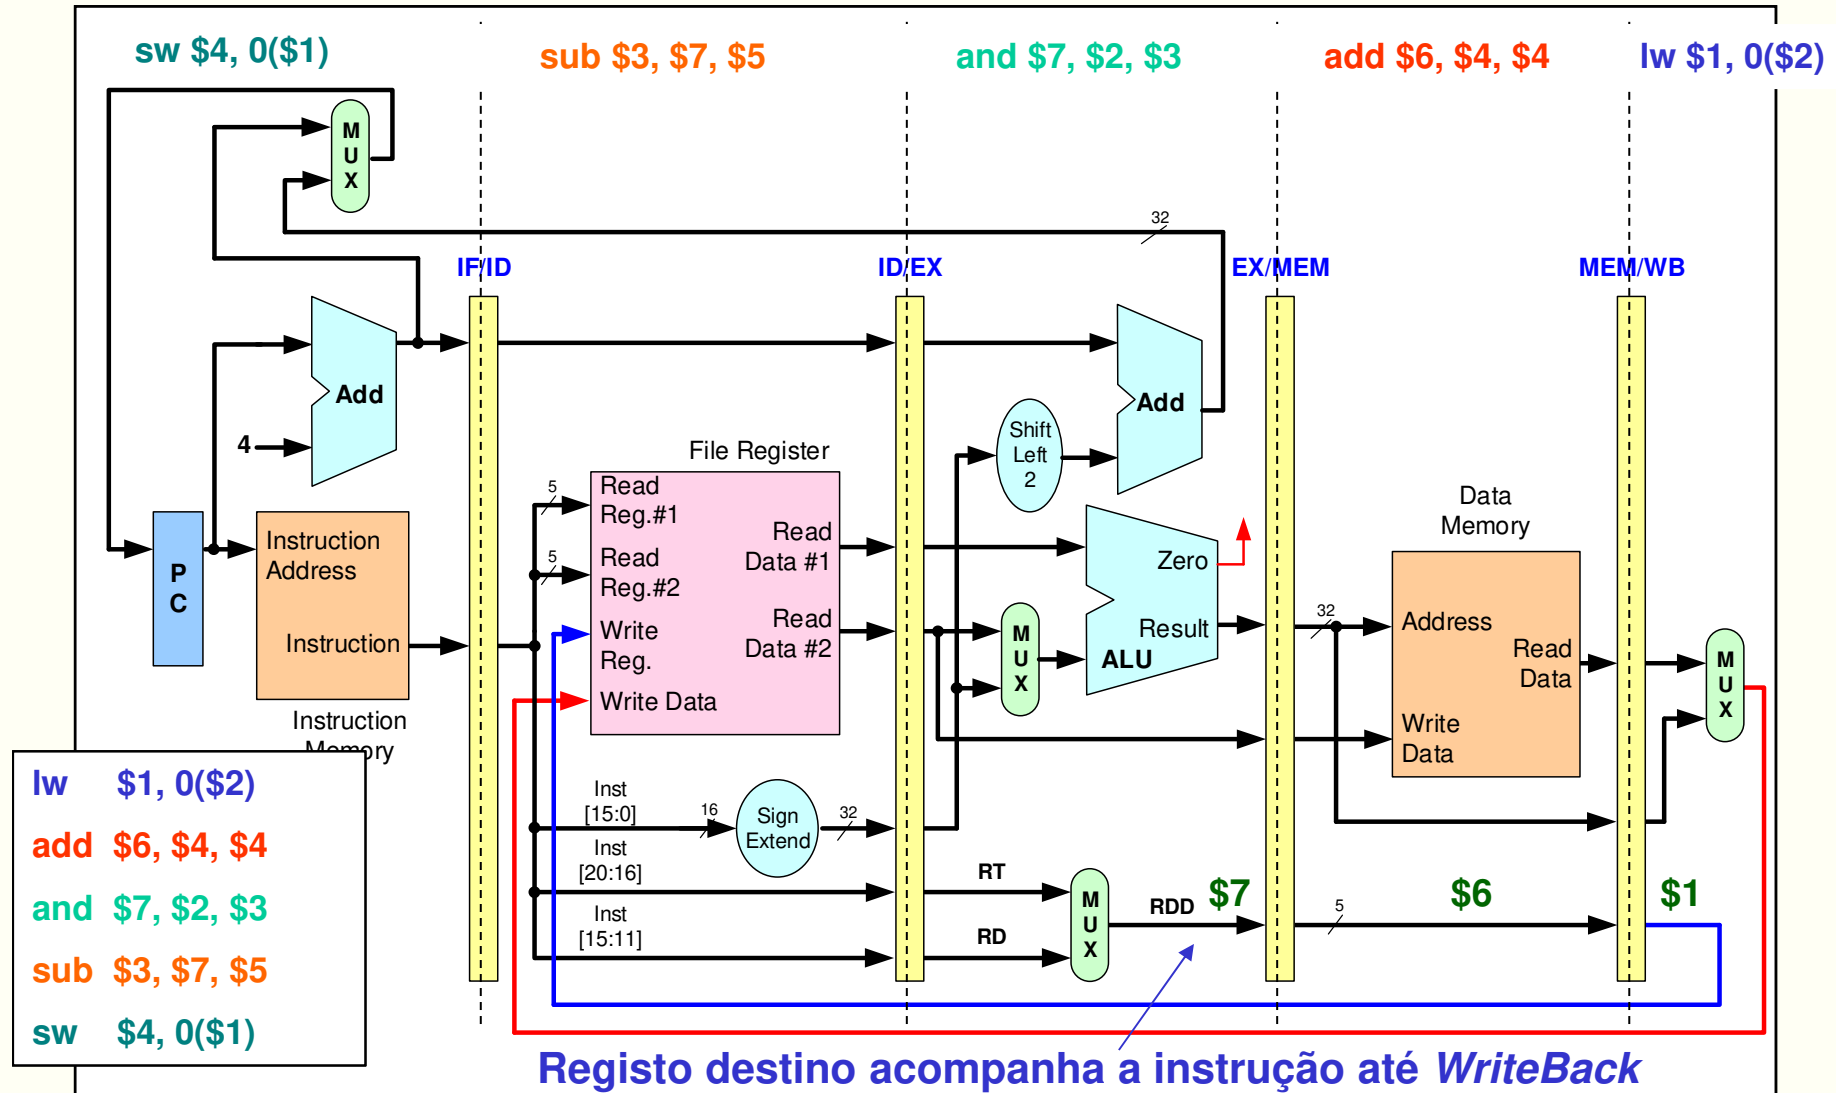 sw $4, 0($1)
sub $3, $7, $5
and $7, $2, $3
add $6, $4, $4
lw $1, 0($2)
MUX
32
IF/ID
ID/EX
EX/MEM
MEM/WB
Add
4
Add
Shift
Left
2
File Register
Read
Reg.#1
5
Read
Reg.#2
5
Write
Reg.
Write Data
Read
Data #1
Read
Data #2
PC
Instruction
Address
Instruction
Instruction
Memory
MUX
Zero
Result
ALU
Data
Memory
32
Address
Read
Data
Write
Data
MUX
Inst
[15:0]
16
Sign
Extend
32
Inst
[20:16]
Inst
[15:11]
RT
RD
MUX
RDD
$7
5
$6
$1
lw $1, 0($2)
add $6, $4, $4
and $7, $2, $3
sub $3, $7, $5
sw $4, 0($1)
Registo destino acompanha a instrução até WriteBack